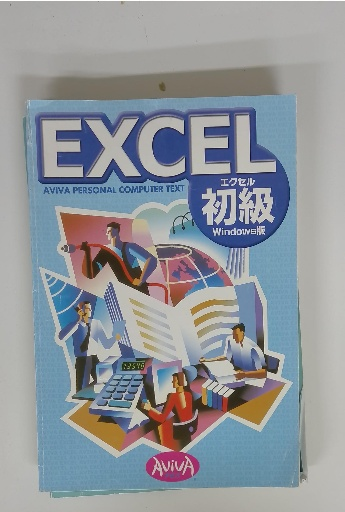 EXCEL
AVIVA PERSONAL COMPUTER TEXT
エクセル
初級
Windows版
AVIVA